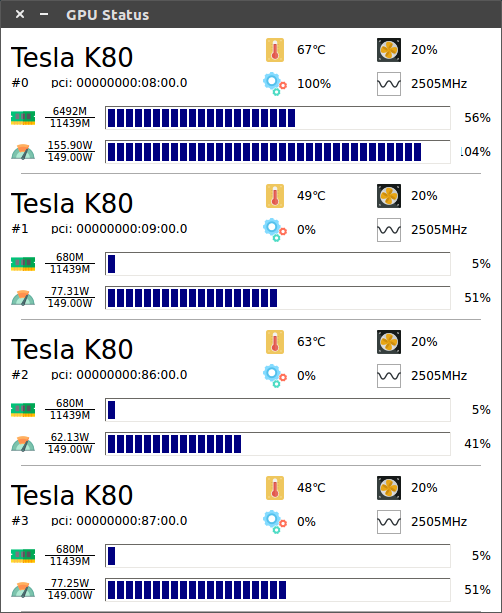 GPU Status
Tesla K80
67℃ 20%
#0 pci: 00000000:08:00.0 100% 2505MHz
6492M
11439M
56%
155.90W
149.00W
104%
Tesla K80
49℃ 20%
#1 pci: 00000000:09:00.0 0% 2505MHz
680M
11439M
5%
77.31W
149.00W
51%
Tesla K80
63℃ 20%
#2 pci: 00000000:86:00.0 0% 2505MHz
680M
11439M
5%
62.13W
149.00W
41%
Tesla K80
48℃ 20%
#3 pci: 00000000:87:00.0 0% 2505MHz
680M
11439M
5%
77.25W
149.00W
51%